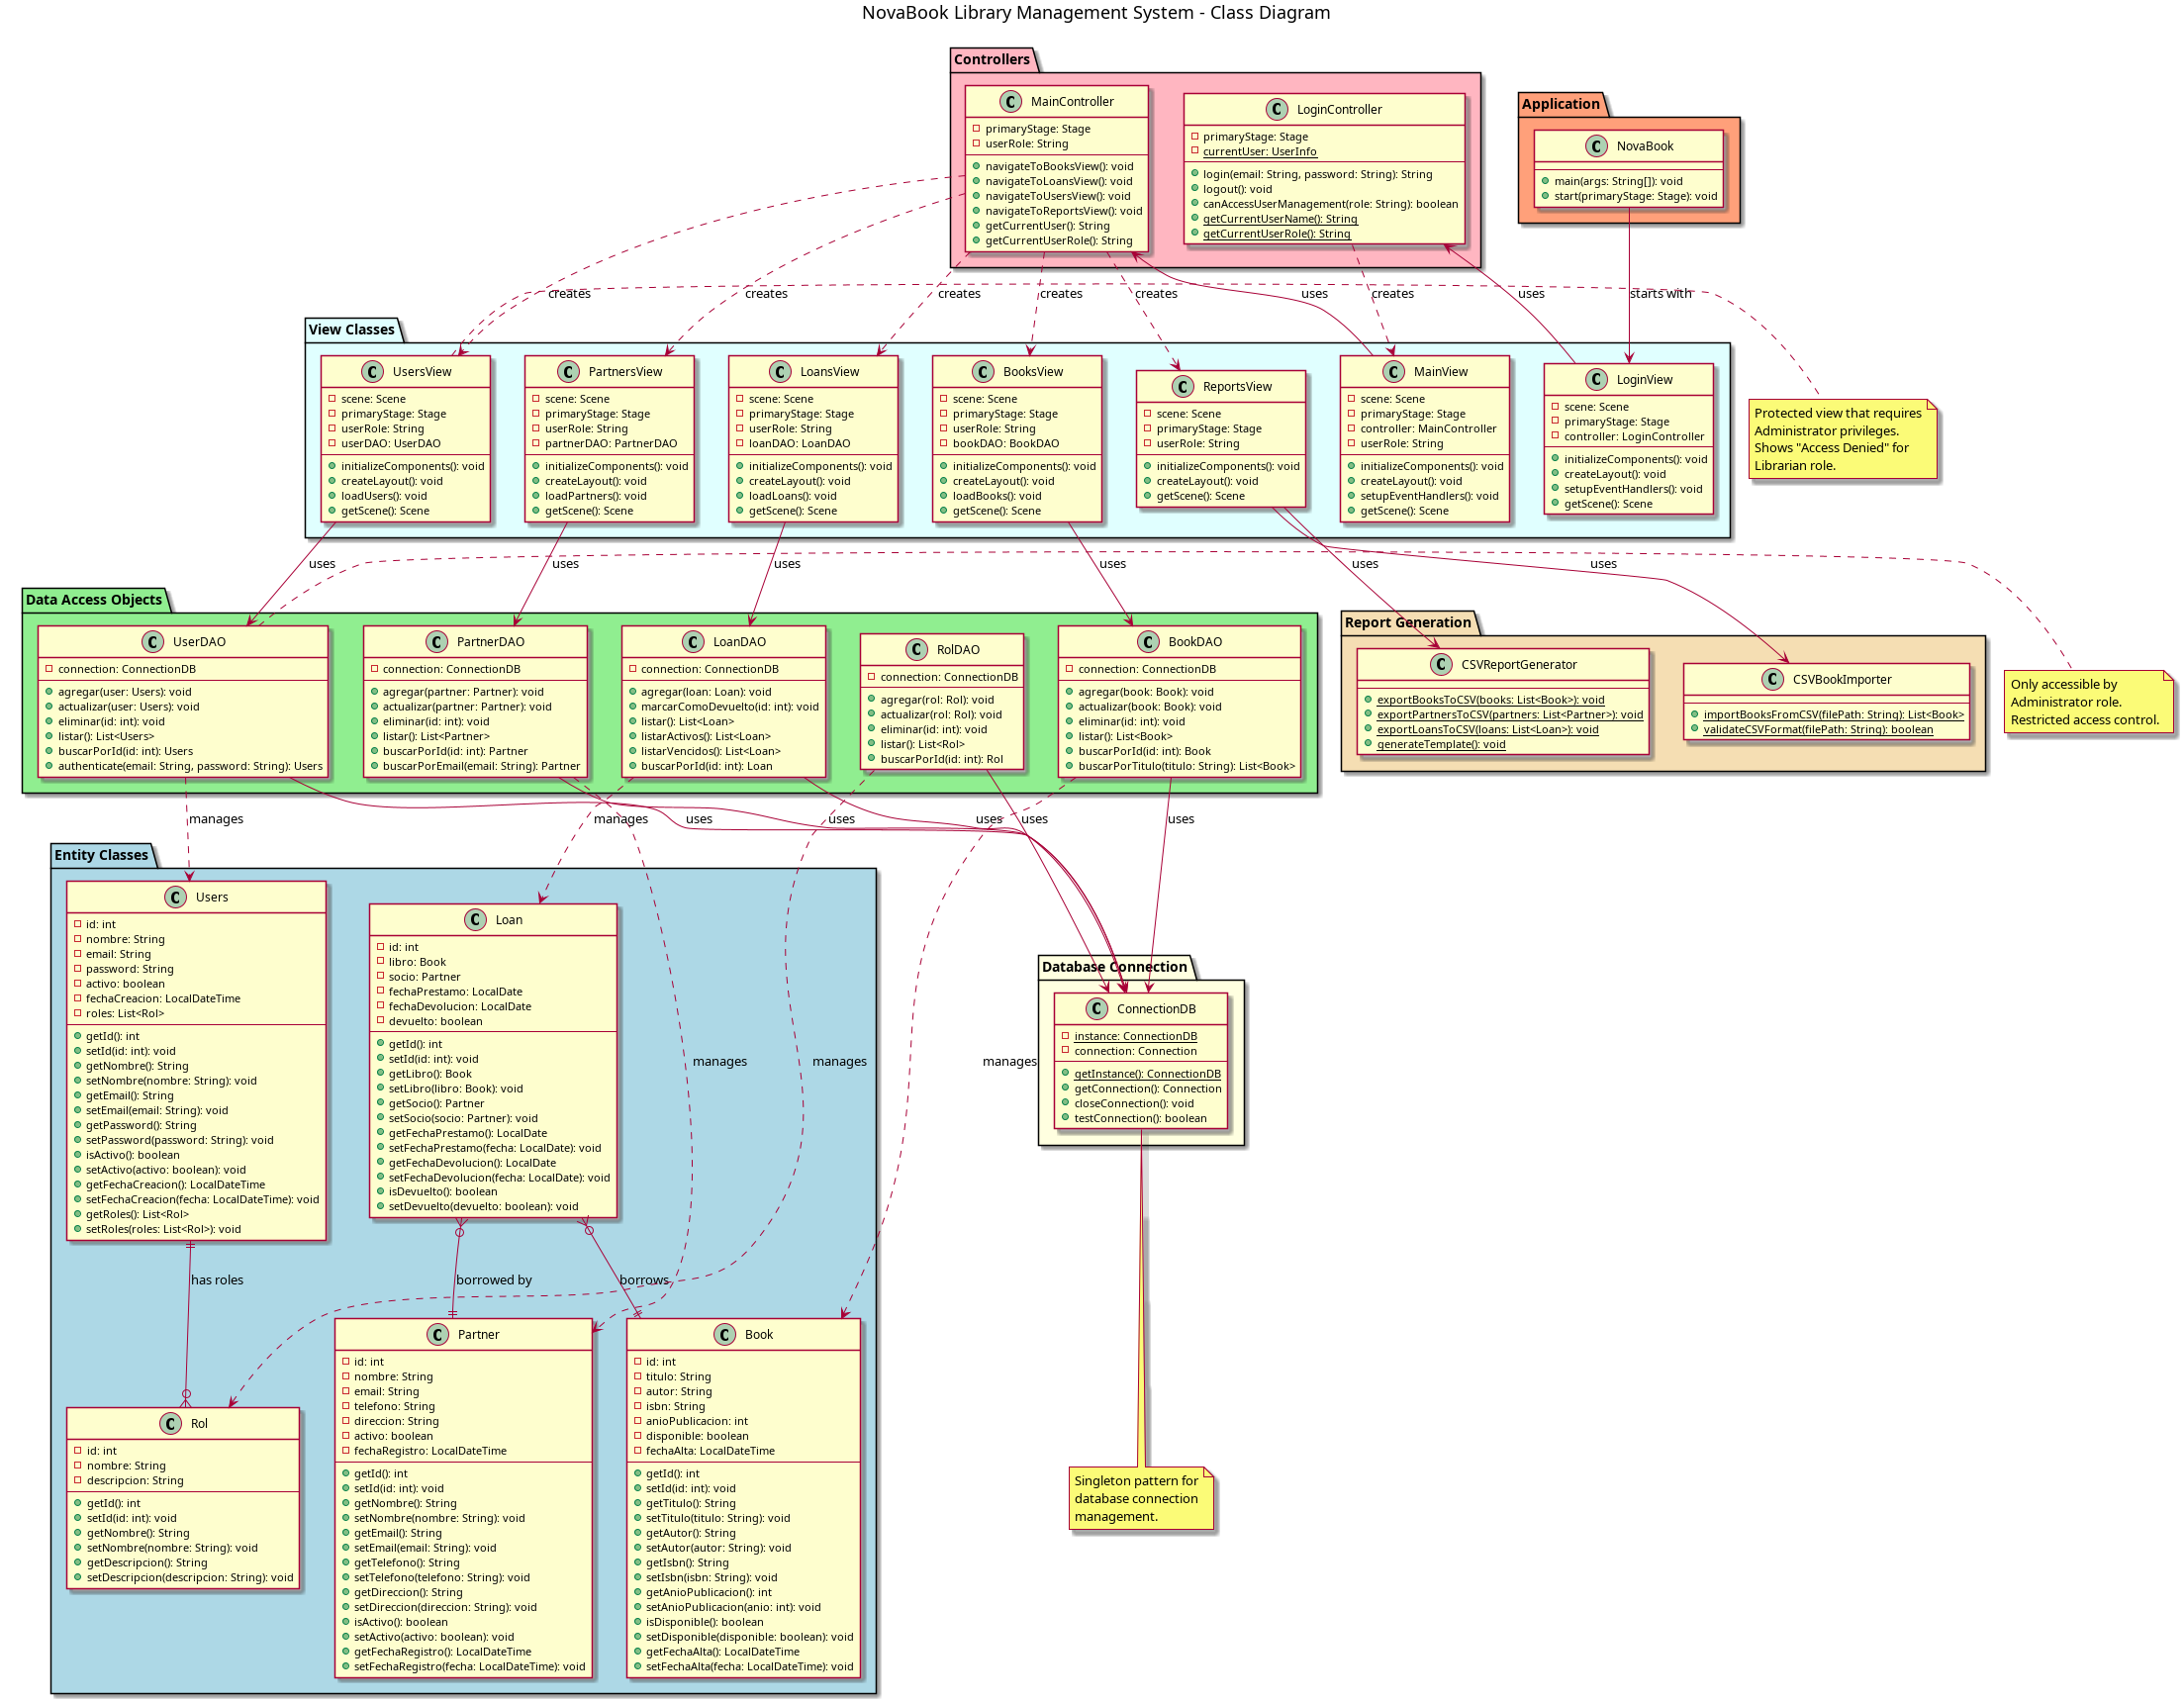 NovaBook Library Management System - Class Diagram
Controllers
MainController
primaryStage: Stage
userRole: String
navigateToBooksView(): void
navigateToLoansView(): void
navigateToUsersView(): void
navigateToReportsView(): void
getCurrentUser(): String
getCurrentUserRole(): String
LoginController
primaryStage: Stage
currentUser: UserInfo
login(email: String, password: String): String
logout(): void
canAccessUserManagement(role: String): boolean
getCurrentUserName(): String
getCurrentUserRole(): String
Application
NovaBook
main(args: String[]): void
start(primaryStage: Stage): void
creates
creates
creates
creates
creates
uses
creates
uses
starts with
View Classes
UsersView
scene: Scene
primaryStage: Stage
userRole: String
userDAO: UserDAO
initializeComponents(): void
createLayout(): void
loadUsers(): void
getScene(): Scene
PartnersView
scene: Scene
primaryStage: Stage
userRole: String
partnerDAO: PartnerDAO
initializeComponents(): void
createLayout(): void
loadPartners(): void
getScene(): Scene
LoansView
scene: Scene
primaryStage: Stage
userRole: String
loanDAO: LoanDAO
initializeComponents(): void
createLayout(): void
loadLoans(): void
getScene(): Scene
BooksView
scene: Scene
primaryStage: Stage
userRole: String
bookDAO: BookDAO
initializeComponents(): void
createLayout(): void
loadBooks(): void
getScene(): Scene
ReportsView
scene: Scene
primaryStage: Stage
userRole: String
initializeComponents(): void
createLayout(): void
getScene(): Scene
MainView
scene: Scene
primaryStage: Stage
controller: MainController
userRole: String
initializeComponents(): void
createLayout(): void
setupEventHandlers(): void
getScene(): Scene
LoginView
scene: Scene
primaryStage: Stage
controller: LoginController
initializeComponents(): void
createLayout(): void
setupEventHandlers(): void
getScene(): Scene
Protected view that requires
Administrator privileges.
Shows "Access Denied" for
Librarian role.
uses
uses
uses
uses
uses
uses
Data Access Objects
UserDAO
connection: ConnectionDB
agregar(user: Users): void
actualizar(user: Users): void
eliminar(id: int): void
listar(): List<Users>
buscarPorId(id: int): Users
authenticate(email: String, password: String): Users
PartnerDAO
connection: ConnectionDB
agregar(partner: Partner): void
actualizar(partner: Partner): void
eliminar(id: int): void
listar(): List<Partner>
buscarPorId(id: int): Partner
buscarPorEmail(email: String): Partner
LoanDAO
connection: ConnectionDB
agregar(loan: Loan): void
marcarComoDevuelto(id: int): void
listar(): List<Loan>
listarActivos(): List<Loan>
listarVencidos(): List<Loan>
buscarPorId(id: int): Loan
RolDAO
connection: ConnectionDB
agregar(rol: Rol): void
actualizar(rol: Rol): void
eliminar(id: int): void
listar(): List<Rol>
buscarPorId(id: int): Rol
BookDAO
connection: ConnectionDB
agregar(book: Book): void
actualizar(book: Book): void
eliminar(id: int): void
listar(): List<Book>
buscarPorId(id: int): Book
buscarPorTitulo(titulo: String): List<Book>
Report Generation
CSVReportGenerator
exportBooksToCSV(books: List<Book>): void
exportPartnersToCSV(partners: List<Partner>): void
exportLoansToCSV(loans: List<Loan>): void
generateTemplate(): void
CSVBookImporter
importBooksFromCSV(filePath: String): List<Book>
validateCSVFormat(filePath: String): boolean
Only accessible by
Administrator role.
Restricted access control.
manages
manages
uses
uses
uses
uses
uses
Entity Classes
Users
id: int
nombre: String
email: String
password: String
activo: boolean
fechaCreacion: LocalDateTime
roles: List<Rol>
getId(): int
setId(id: int): void
getNombre(): String
setNombre(nombre: String): void
getEmail(): String
setEmail(email: String): void
getPassword(): String
setPassword(password: String): void
isActivo(): boolean
setActivo(activo: boolean): void
getFechaCreacion(): LocalDateTime
setFechaCreacion(fecha: LocalDateTime): void
getRoles(): List<Rol>
setRoles(roles: List<Rol>): void
Loan
id: int
libro: Book
socio: Partner
fechaPrestamo: LocalDate
fechaDevolucion: LocalDate
devuelto: boolean
getId(): int
setId(id: int): void
getLibro(): Book
setLibro(libro: Book): void
getSocio(): Partner
setSocio(socio: Partner): void
getFechaPrestamo(): LocalDate
setFechaPrestamo(fecha: LocalDate): void
getFechaDevolucion(): LocalDate
setFechaDevolucion(fecha: LocalDate): void
isDevuelto(): boolean
setDevuelto(devuelto: boolean): void
manages
manages
manages
Database Connection
ConnectionDB
instance: ConnectionDB
connection: Connection
getInstance(): ConnectionDB
getConnection(): Connection
closeConnection(): void
testConnection(): boolean
has roles
borrowed by
borrows
Rol
id: int
nombre: String
descripcion: String
getId(): int
setId(id: int): void
getNombre(): String
setNombre(nombre: String): void
getDescripcion(): String
setDescripcion(descripcion: String): void
Partner
id: int
nombre: String
email: String
telefono: String
direccion: String
activo: boolean
fechaRegistro: LocalDateTime
getId(): int
setId(id: int): void
getNombre(): String
setNombre(nombre: String): void
getEmail(): String
setEmail(email: String): void
getTelefono(): String
setTelefono(telefono: String): void
getDireccion(): String
setDireccion(direccion: String): void
isActivo(): boolean
setActivo(activo: boolean): void
getFechaRegistro(): LocalDateTime
setFechaRegistro(fecha: LocalDateTime): void
Book
id: int
titulo: String
autor: String
isbn: String
anioPublicacion: int
disponible: boolean
fechaAlta: LocalDateTime
getId(): int
setId(id: int): void
getTitulo(): String
setTitulo(titulo: String): void
getAutor(): String
setAutor(autor: String): void
getIsbn(): String
setIsbn(isbn: String): void
getAnioPublicacion(): int
setAnioPublicacion(anio: int): void
isDisponible(): boolean
setDisponible(disponible: boolean): void
getFechaAlta(): LocalDateTime
setFechaAlta(fecha: LocalDateTime): void
Singleton pattern for
database connection
management.